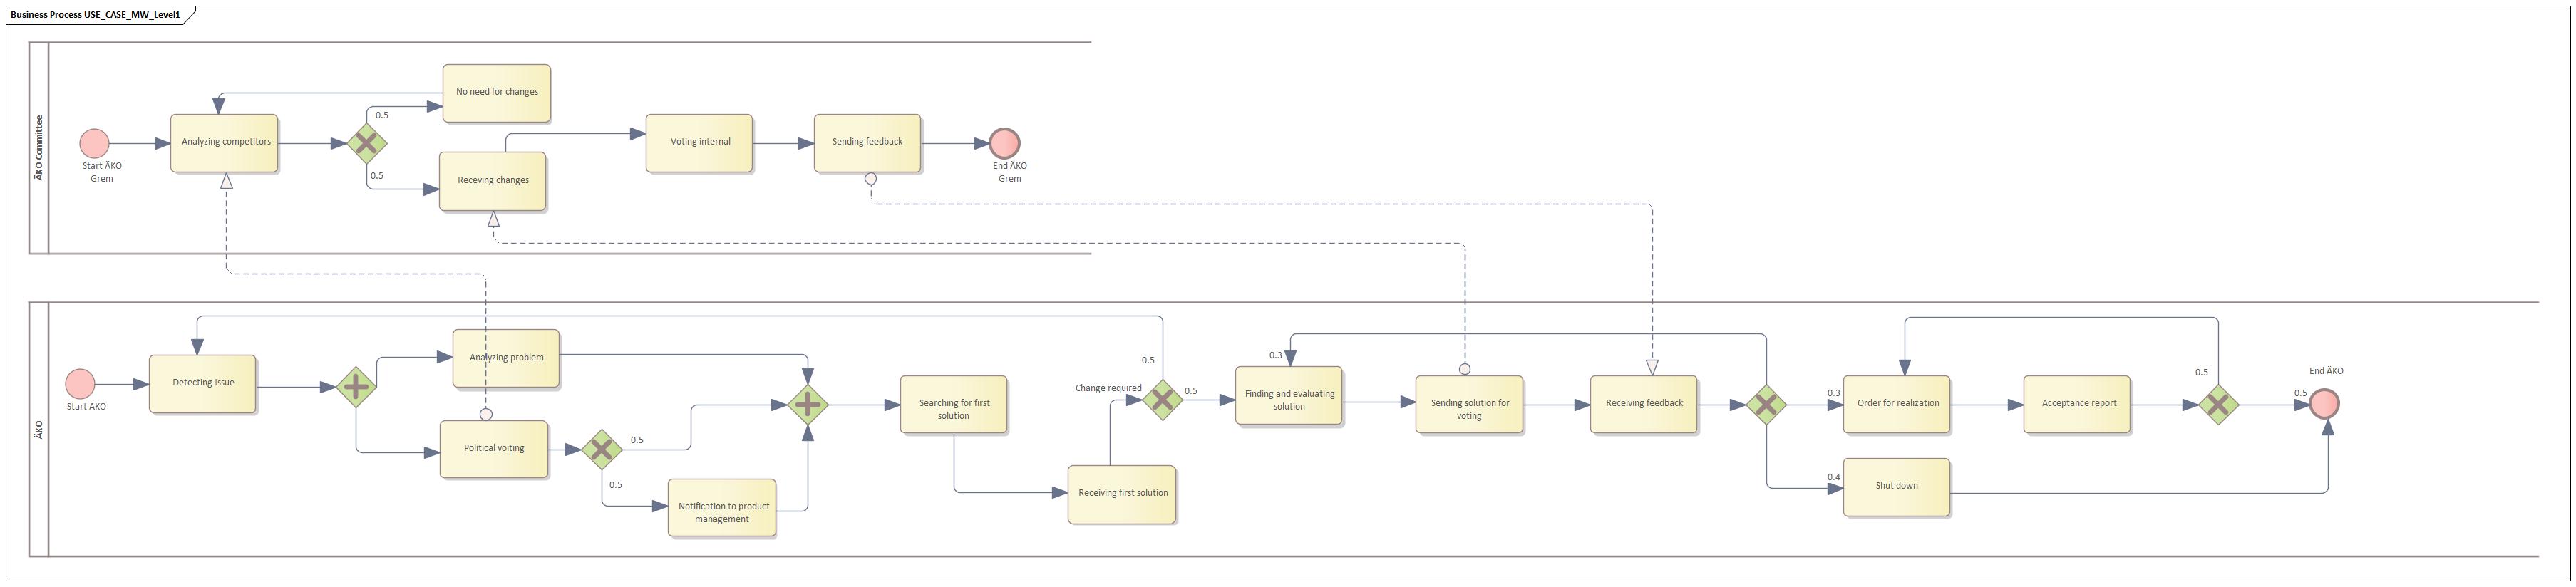 Business Process USE_CASE_MW_Level1
ÄKO Committee
Start ÄKO
Grem
Analyzing competitors
0.5
0.5
No need for changes
Receving changes
Voting internal
Sending feedback
End ÄKO
Grem
ÄKO
Start ÄKO
Detecting Issue
Analyzing problem
Political voiting
0.5
0.5
Notification to product
management
Searching for first
solution
Receiving first solution
Change required
0.5
0.5
0.3
Finding and evaluating
solution
Sending solution for
voting
Receiving feedback
0.3
0.4
Order for realization
Shut down
Acceptance report
0.5
0.5
End ÄKO